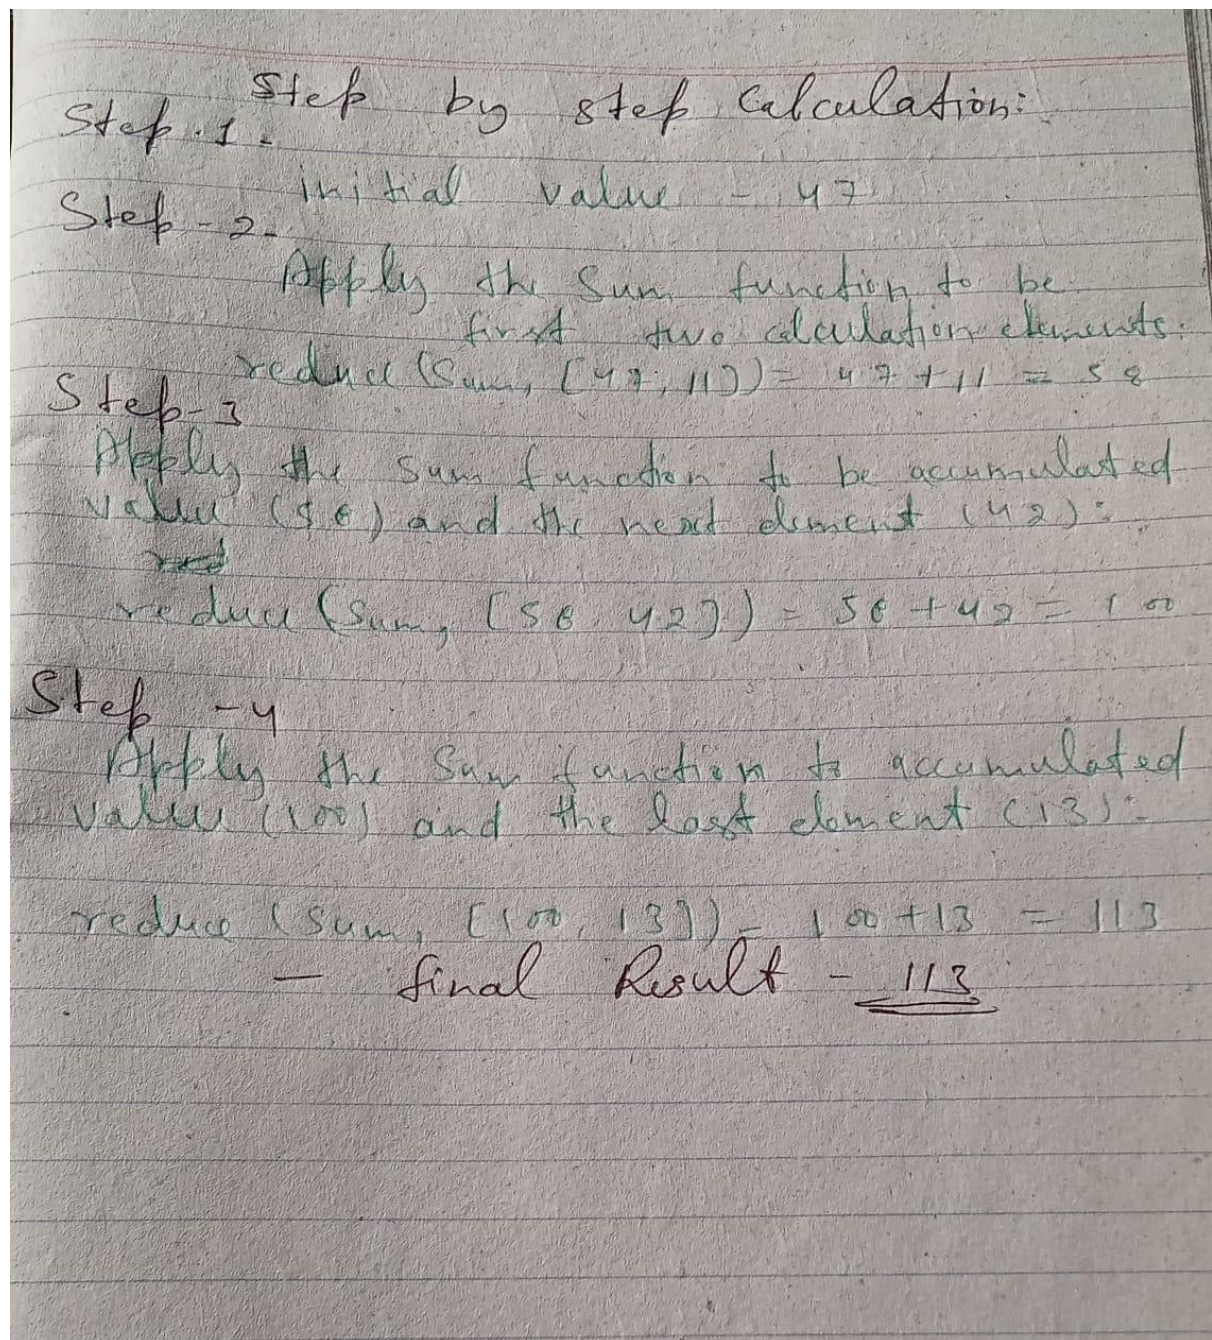 Step by step Calculation:
Step.1-
initial value - 47
Step-2-
Apply the Sum function to be
first two calculation elements.
reduce (Sum, [47, 11]) = 47 + 11 = 58
Step-3
Apply the sum function to be accumulated
value (58) and the next element (42):
reduce (Sum, [58, 42]) = 58 + 42 = 100
Step -4
Apply the Sum function to accumulated
value (100) and the last element (13):
reduce (sum, [100, 13]) - 100 + 13 = 113
- final Result - 113